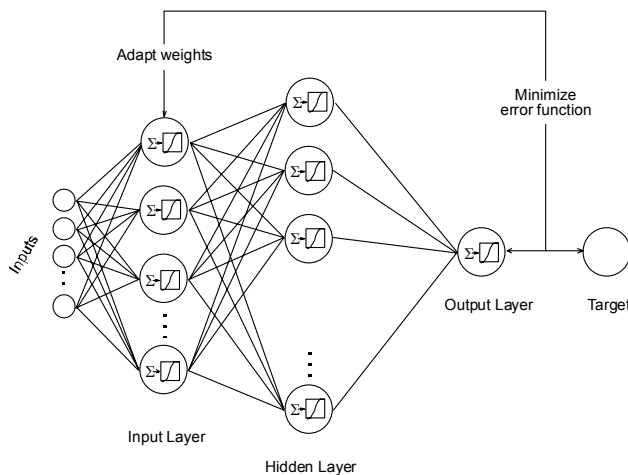 Adapt weights
Minimize
error function
Σ
Σ
Σ
Σ
Σ
Σ
Σ
Σ
Σ
Inputs
Output Layer
Target
Input Layer
Hidden Layer